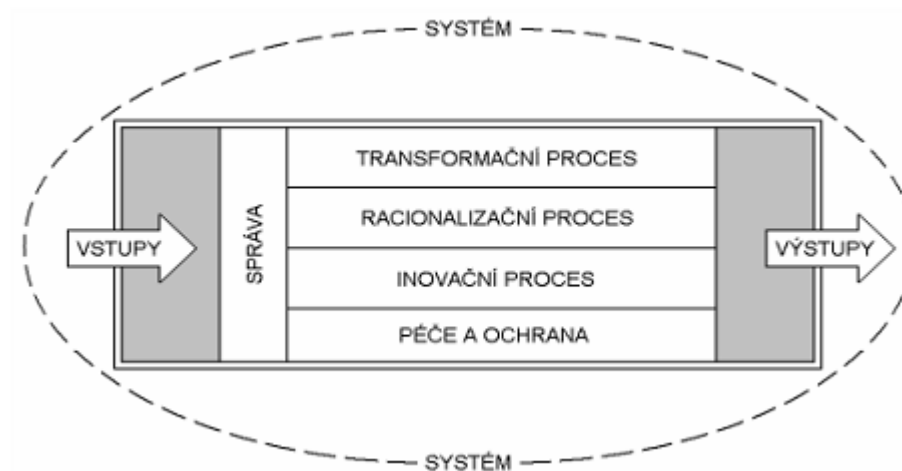 SYSTÉM
VSTUPY
SPRÁVA
TRANSFORMAČNÍ PROCES
RACIONALIZAČNÍ PROCES
INOVAČNÍ PROCES
PÉČE A OCHRANA
VÝSTUPY
SYSTÉM